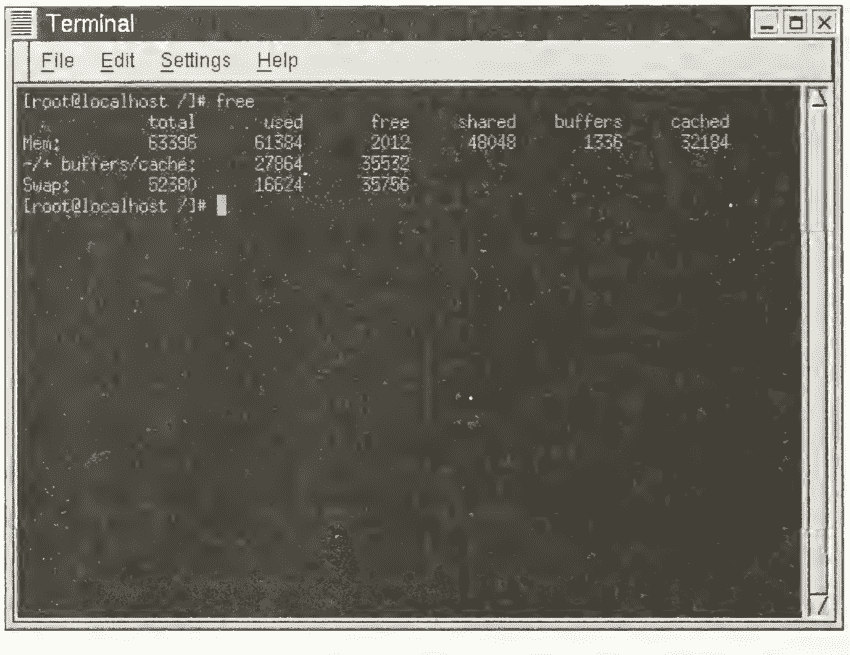 Terminal
File Edit Settings Help
[root@localhost /]# free
total used free shared buffers cached
Mem: 63396 61384 2012 48048 1336 32184
-/+ buffers/cache: 27864 35532
Swap: 52380 16624 35756
[root@localhost /]#